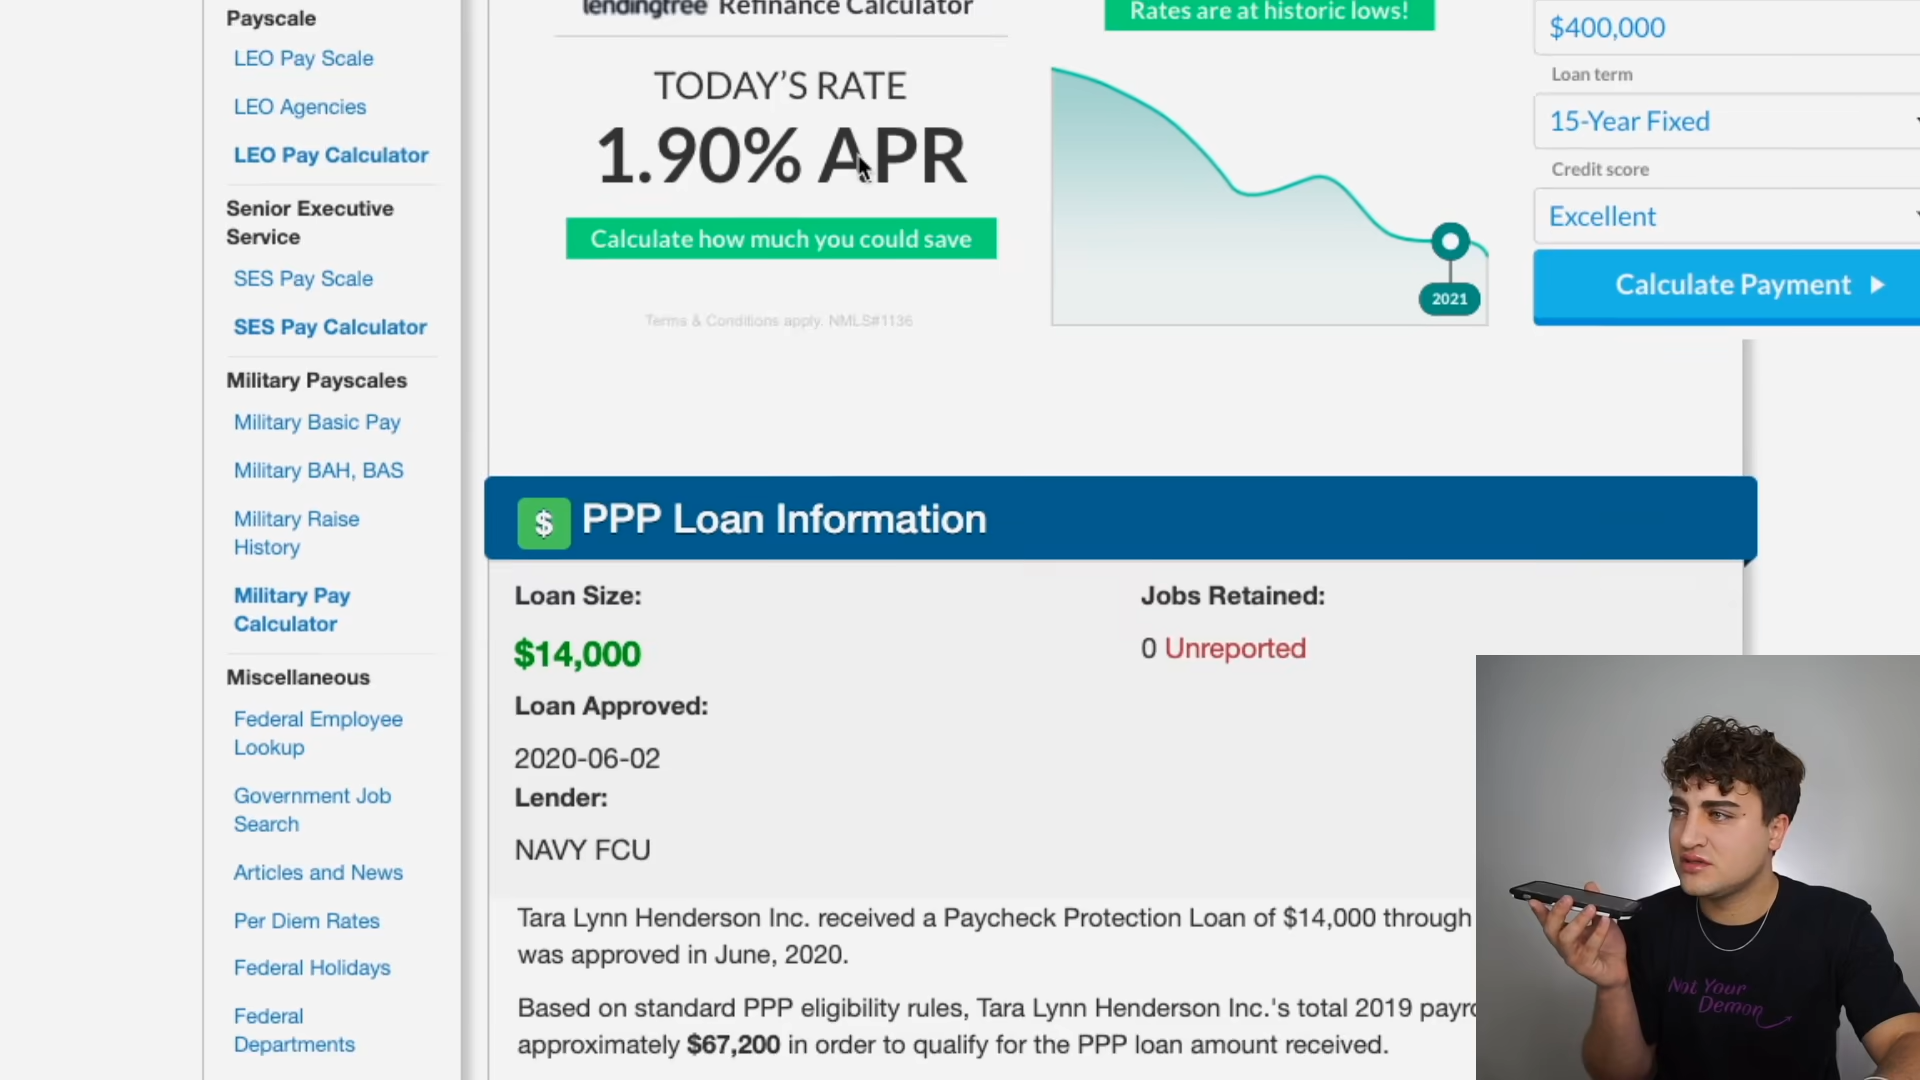 Payscale
LEO Pay Scale
LEO Agencies
LEO Pay Calculator
Senior Executive
Service
SES Pay Scale
SES Pay Calculator
Military Payscales
Military Basic Pay
Military BAH, BAS
Military Raise
History
Military Pay
Calculator
Miscellaneous
Federal Employee
Lookup
Government Job
Search
Articles and News
Per Diem Rates
Federal Holidays
Federal
Departments
lendingtree Refinance Calculator
TODAY'S RATE
1.90% APR
Calculate how much you could save
Terms & Conditions apply. NMLS#1136
Rates are at historic lows!
2021
$400,000
Loan term
15-Year Fixed
Credit score
Excellent
Calculate Payment
$ PPP Loan Information
Loan Size:
$14,000
Loan Approved:
2020-06-02
Lender:
NAVY FCU
Jobs Retained:
0 Unreported
Tara Lynn Henderson Inc. received a Paycheck Protection Loan of $14,000 through
was approved in June, 2020.
Based on standard PPP eligibility rules, Tara Lynn Henderson Inc.'s total 2019 payro
approximately $67,200 in order to qualify for the PPP loan amount received.
Not Your
Demon